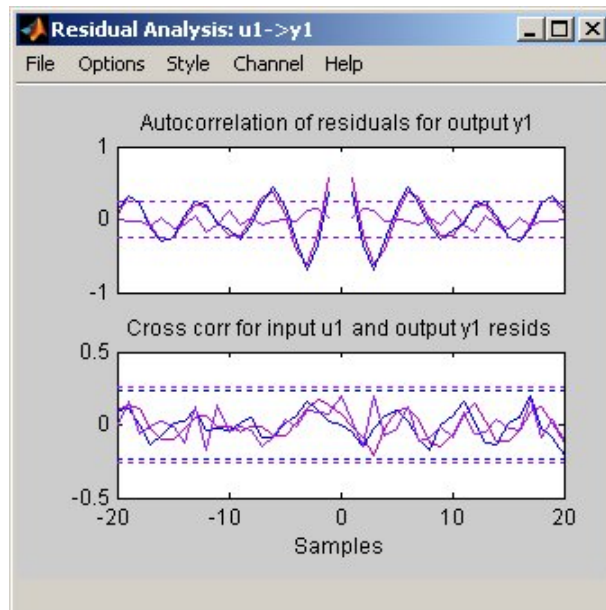 Residual Analysis: u1->y1
File Options Style Channel Help
Autocorrelation of residuals for output y1
1
0
-1
Cross corr for input u1 and output y1 resids
0.5
0
-0.5
-20 -10 0 10 20
Samples